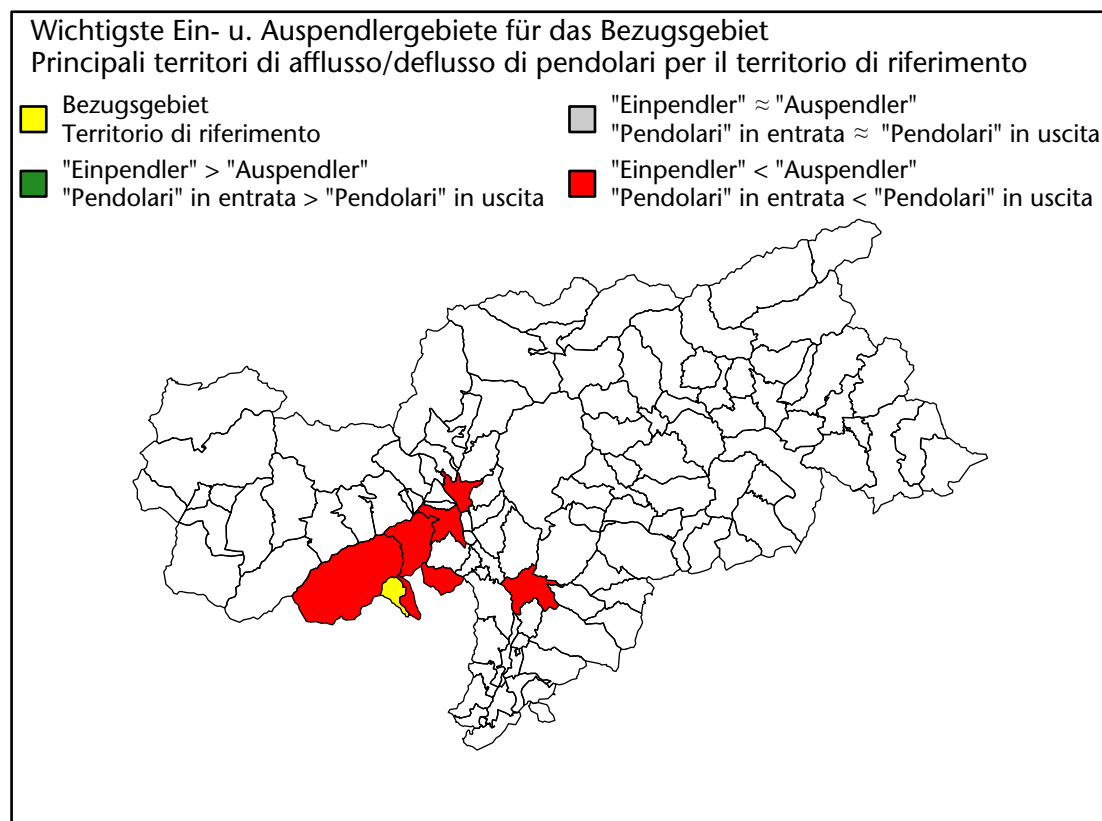 Wichtigste Ein- u. Auspendlergebiete für das Bezugsgebiet
Principali territori di afflusso/deflusso di pendolari per il territorio di riferimento
Bezugsgebiet
Territorio di riferimento
"Einpendler" > "Auspendler"
"Pendolari" in entrata > "Pendolari" in uscita
"Einpendler" ≈ "Auspendler"
"Pendolari" in entrata ≈ "Pendolari" in uscita
"Einpendler" < "Auspendler"
"Pendolari" in entrata < "Pendolari" in uscita